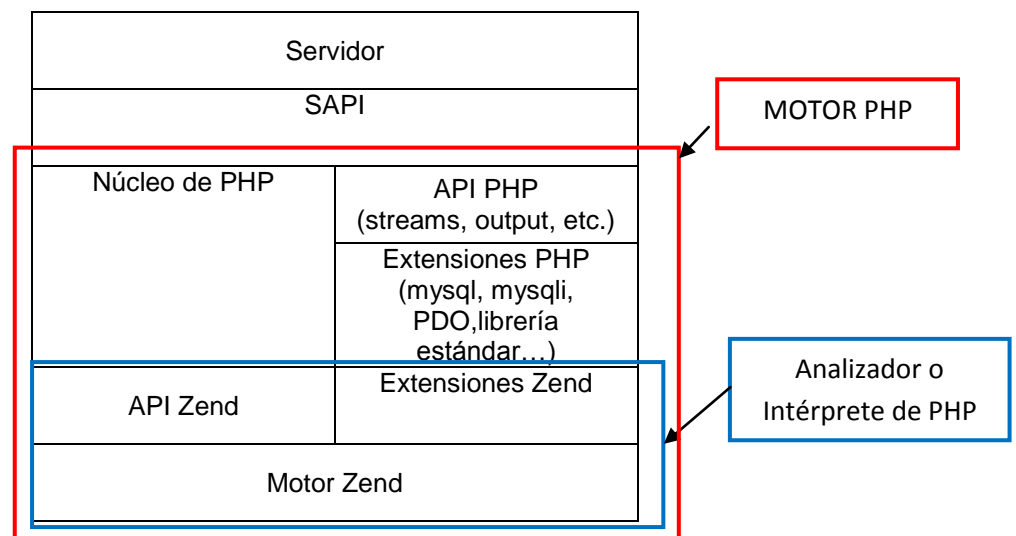 Servidor
SAPI
MOTOR PHP
Núcleo de PHP
API PHP
(streams, output, etc.)
Extensiones PHP
(mysql, mysqli,
PDO,librería
estándar…)
API Zend
Extensiones Zend
Analizador o
Intérprete de PHP
Motor Zend